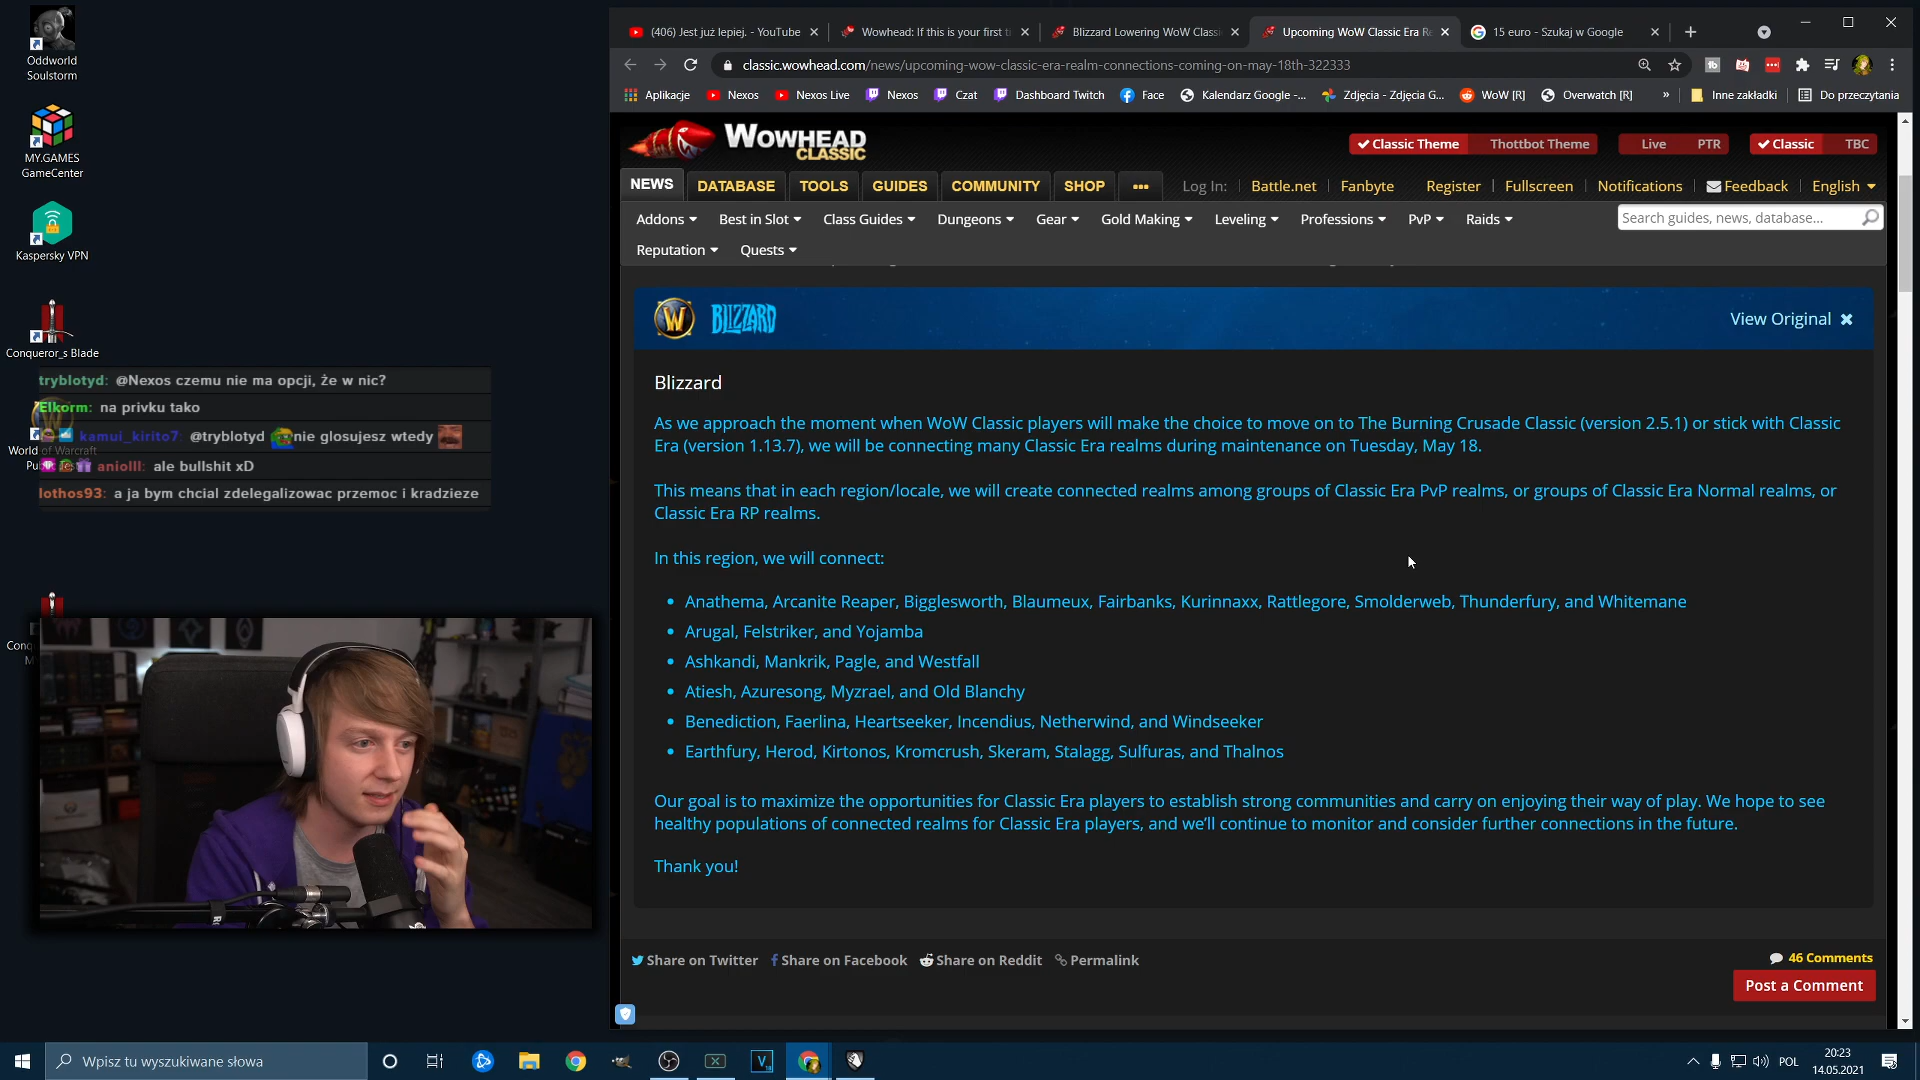 Oddworld
Soulstorm
MY.GAMES
GameCenter
Kaspersky VPN
Conqueror_s Blade
tryblotyd: @Nexos czemu nie ma opcji, że w nic?
Elkorm: na privku tako
kamui_kirito7: @tryblotyd nie glosujesz wtedy
World of Warcraft
aniolll: ale bullshit xD
lothos93: a ja bym chcial zdelegalizowac przemoc i kradzieze
(406) Jest już lepiej. - YouTube
Wowhead: If this is your first ti
Blizzard Lowering WoW Classi
Upcoming WoW Classic Era Re
15 euro - Szukaj w Google
classic.wowhead.com/news/upcoming-wow-classic-era-realm-connections-coming-on-may-18th-322333
Aplikacje Nexos Nexos Live Nexos Czat Dashboard Twitch Face Kalendarz Google -... Zdjęcia - Zdjęcia G... WoW [R] Overwatch [R] » Inne zakładki Do przeczytania
WOWHEAD
CLASSIC
Classic Theme Thottbot Theme Live PTR Classic TBC
NEWS DATABASE TOOLS GUIDES COMMUNITY SHOP ••• Log In: Battle.net Fanbyte Register Fullscreen Notifications Feedback English
Addons Best in Slot Class Guides Dungeons Gear Gold Making Leveling Professions PvP Raids
Search guides, news, database...
Reputation Quests
W BLIZZARD View Original
Blizzard
As we approach the moment when WoW Classic players will make the choice to move on to The Burning Crusade Classic (version 2.5.1) or stick with Classic
Era (version 1.13.7), we will be connecting many Classic Era realms during maintenance on Tuesday, May 18.
This means that in each region/locale, we will create connected realms among groups of Classic Era PvP realms, or groups of Classic Era Normal realms, or
Classic Era RP realms.
In this region, we will connect:
• Anathema, Arcanite Reaper, Bigglesworth, Blaumeux, Fairbanks, Kurinnaxx, Rattlegore, Smolderweb, Thunderfury, and Whitemane
• Arugal, Felstriker, and Yojamba
• Ashkandi, Mankrik, Pagle, and Westfall
• Atiesh, Azuresong, Myzrael, and Old Blanchy
• Benediction, Faerlina, Heartseeker, Incendius, Netherwind, and Windseeker
• Earthfury, Herod, Kirtonos, Kromcrush, Skeram, Stalagg, Sulfuras, and Thalnos
Our goal is to maximize the opportunities for Classic Era players to establish strong communities and carry on enjoying their way of play. We hope to see
healthy populations of connected realms for Classic Era players, and we'll continue to monitor and consider further connections in the future.
Thank you!
Share on Twitter Share on Facebook Share on Reddit Permalink
46 Comments
Post a Comment
Wpisz tu wyszukiwane słowa
POL
20:23
14.05.2021